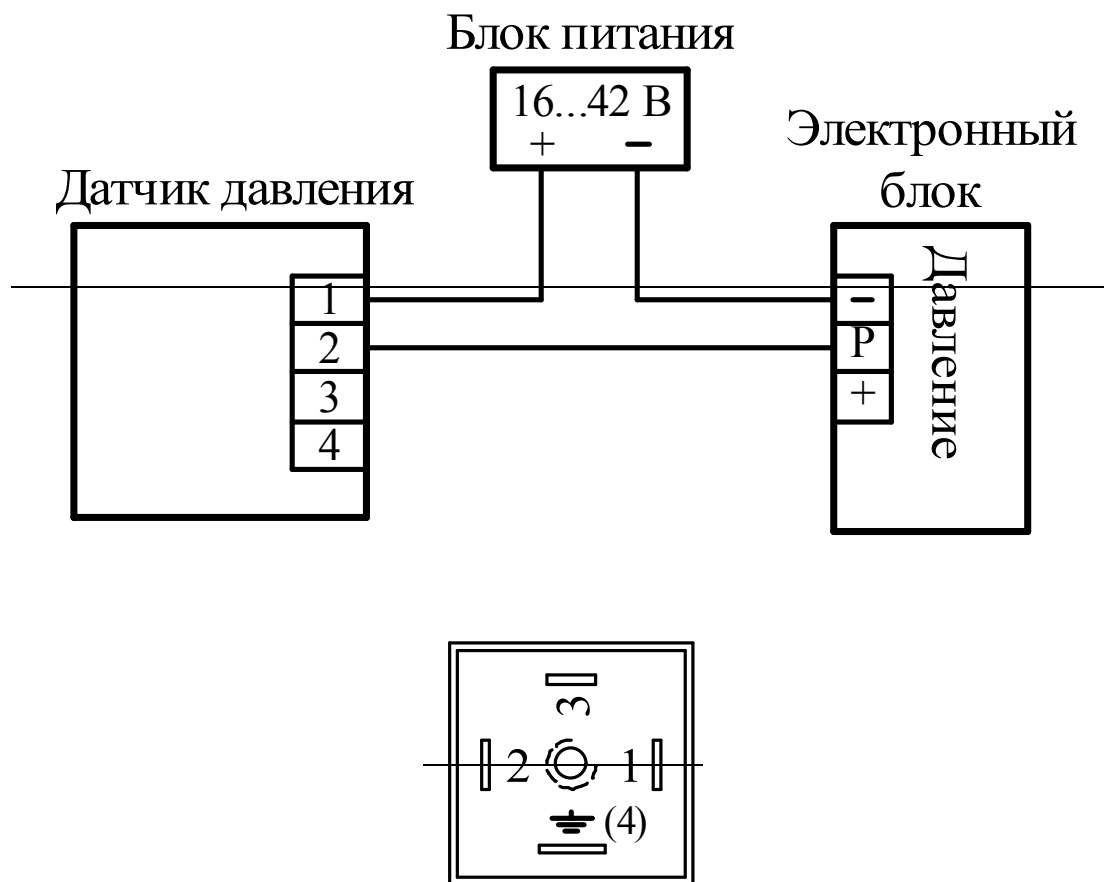 Блок питания
16...42 В
+ −
Электронный
блок
Датчик давления
1
2
3
4
−
Р
+
Давление
3
2 1
(4)